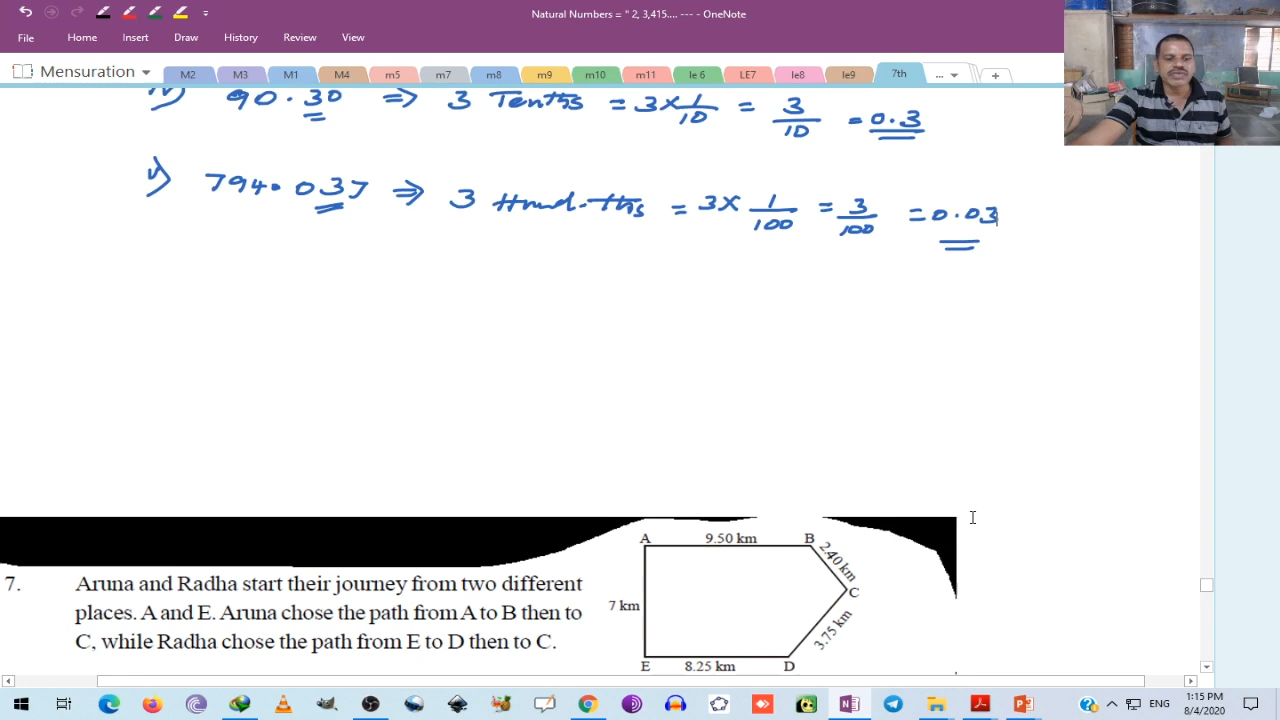 Natural Numbers = " 2, 3,415.... --- - OneNote
File Home Insert Draw History Review View
Mensuration M2 M3 M1 M4 m5 m7 m8 m9 m10 m11 le 6 LE7 le8 le9 7th ... +
iv) 90.30 ⇒ 3 Tenths = 3 × 1/10 = 3/10 = 0.3
v) 794.037 ⇒ 3 Hund.ths = 3 × 1/100 = 3/100 = 0.03
A 9.50 km B
2.40 km
7. Aruna and Radha start their journey from two different
places. A and E. Aruna chose the path from A to B then to
C, while Radha chose the path from E to D then to C.
7 km
C
3.75 km
E 8.25 km D
ENG
1:15 PM
8/4/2020